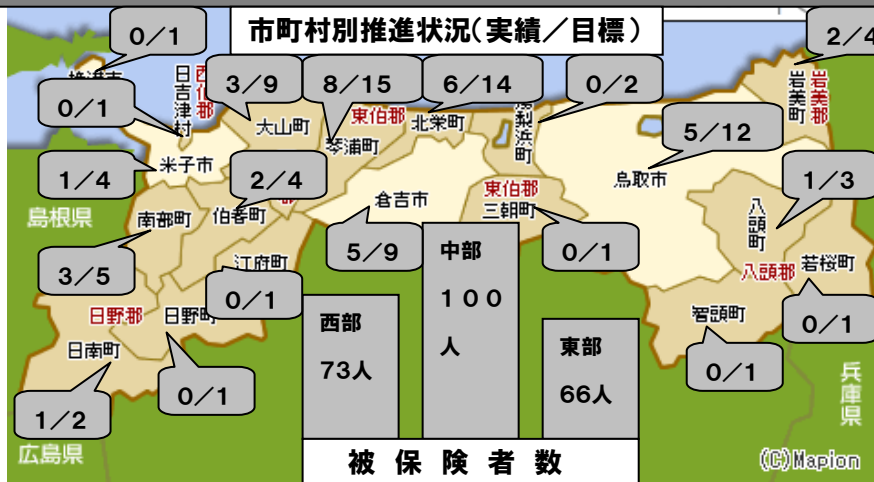 市町村別推進状況(実績／目標)
0／1
2／4
境港市
日吉津村
西伯郡
3／9
8／15
6／14
0／2
岩美町
岩美郡
0／1
大山町
東伯郡
北栄町
湯梨浜町
琴浦町
5／12
米子市
鳥取市
1／4
2／4
倉吉市
東伯郡
三朝町
1／3
島根県
南部町
伯耆町
八頭町
3／5
江府町
5／9
中部
0／1
八頭郡
若桜町
0／1
100
人
日野郡
日野町
西部
73人
智頭町
0／1
日南町
東部
66人
0／1
0／1
兵庫県
1／2
広島県
被保険者数
(C)Mapion